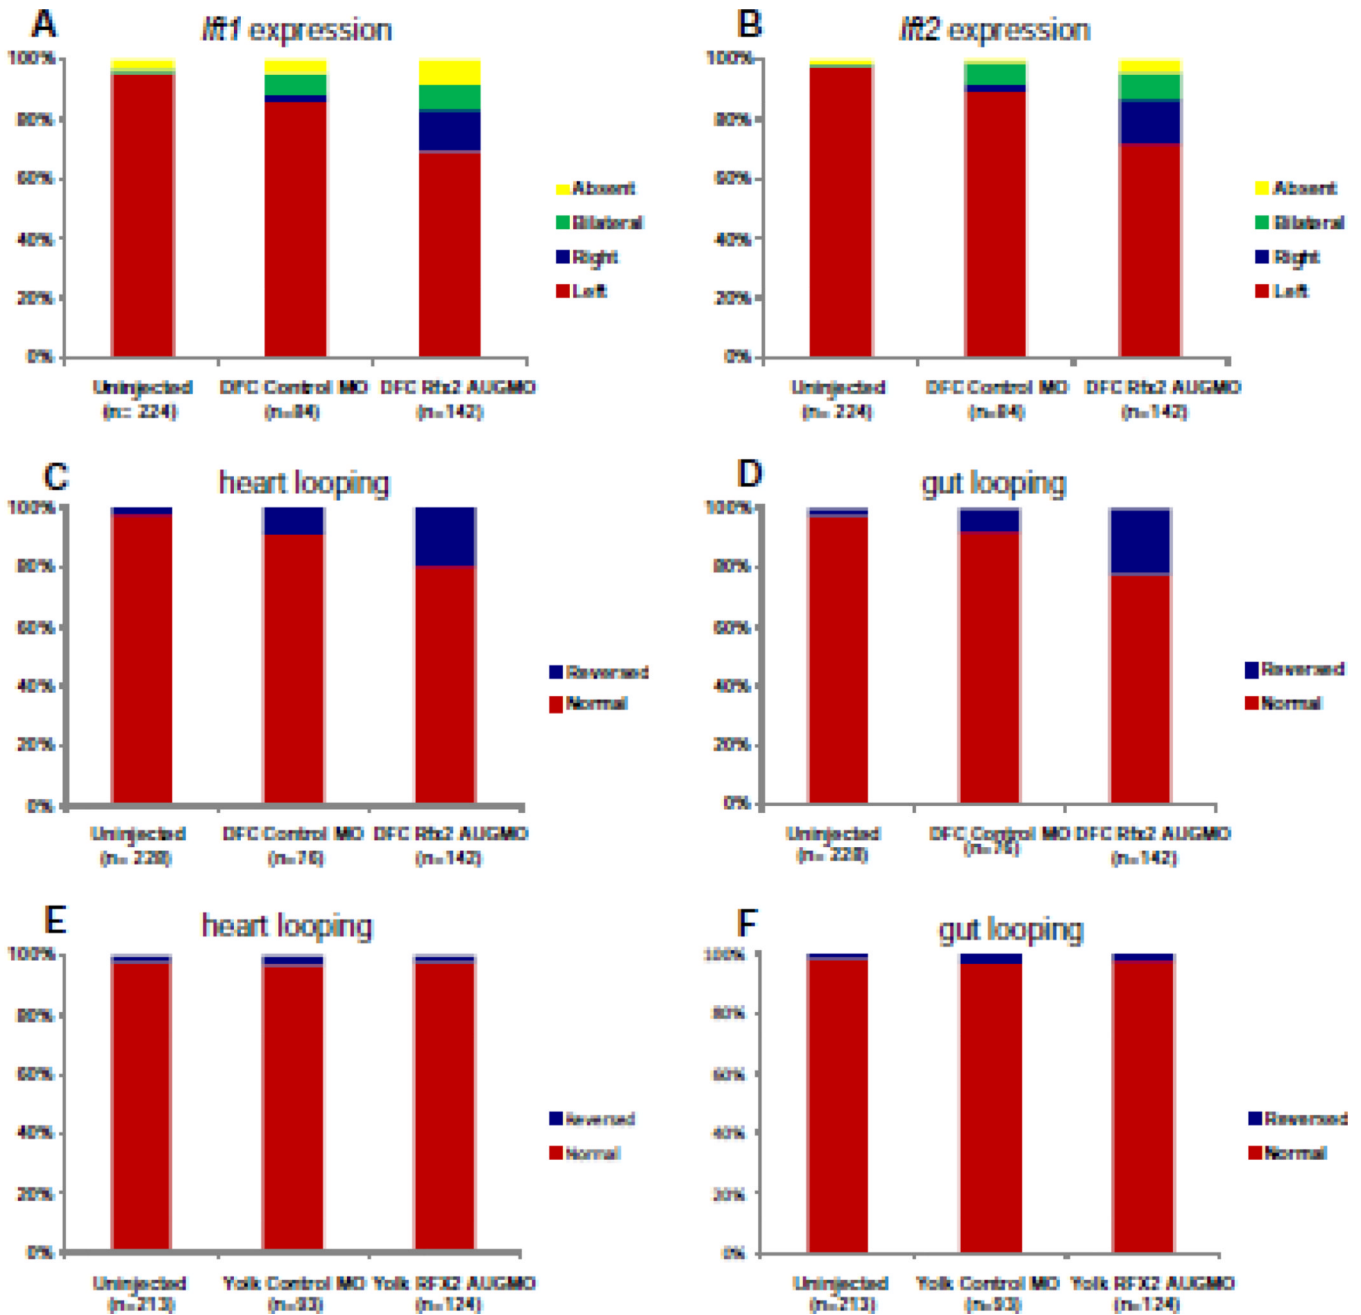 A
lft1 expression
100%
80%
60%
40%
20%
0%
Absent
Bilateral
Right
Left
Uninjected DFC Control MO DFC Rfx2 AUGMO
(n= 224) (n=84) (n=142)
B
lft2 expression
100%
80%
60%
40%
20%
0%
Absent
Bilateral
Right
Left
Uninjected DFC Control MO DFC Rfx2 AUGMO
(n= 224) (n=84) (n=142)
C
heart looping
100%
80%
60%
40%
20%
0%
Reversed
Normal
Uninjected DFC Control MO DFC Rfx2 AUGMO
(n= 228) (n=76) (n=142)
D
gut looping
100%
80%
60%
40%
20%
0%
Reversed
Normal
Uninjected DFC Control MO DFC Rfx2 AUGMO
(n= 228) (n=76) (n=142)
E
heart looping
100%
80%
60%
40%
20%
0%
Reversed
Normal
Uninjected Yolk Control MO Yolk RFX2 AUGMO
(n=213) (n=93) (n=124)
F
gut looping
100%
80%
60%
40%
20%
0%
Reversed
Normal
Uninjected Yolk Control MO Yolk RFX2 AUGMO
(n=213) (n=93) (n=124)